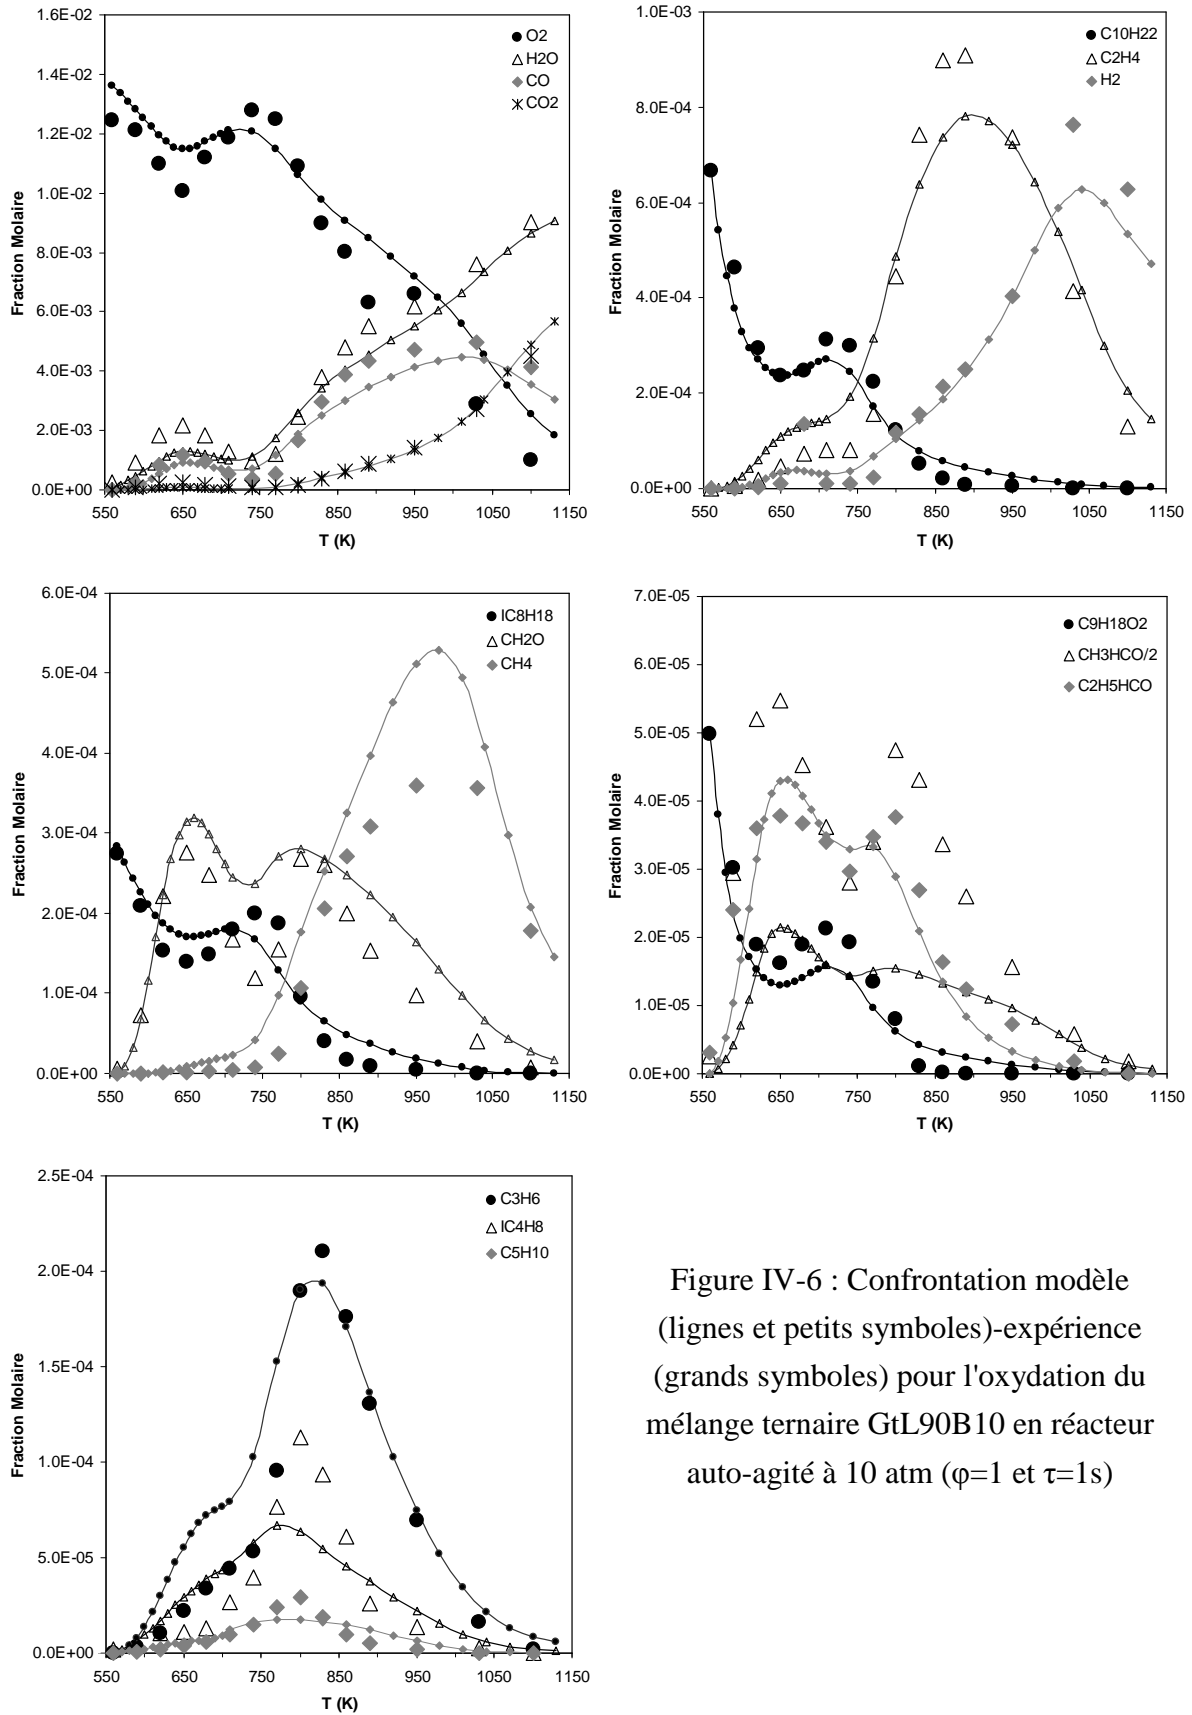 1.6E-02
1.4E-02
1.2E-02
1.0E-02
8.0E-03
6.0E-03
4.0E-03
2.0E-03
0.0E+00
Fraction Molaire
O2
H2O
CO
CO2
550 650 750 850 950 1050 1150
T (K)
1.0E-03
8.0E-04
6.0E-04
4.0E-04
2.0E-04
0.0E+00
Fraction Molaire
C10H22
C2H4
H2
550 650 750 850 950 1050 1150
T (K)
6.0E-04
5.0E-04
4.0E-04
3.0E-04
2.0E-04
1.0E-04
0.0E+00
Fraction Molaire
IC8H18
CH2O
CH4
550 650 750 850 950 1050 1150
T (K)
7.0E-05
6.0E-05
5.0E-05
4.0E-05
3.0E-05
2.0E-05
1.0E-05
0.0E+00
Fraction Molaire
C9H18O2
CH3HCO/2
C2H5HCO
550 650 750 850 950 1050 1150
T (K)
2.5E-04
2.0E-04
1.5E-04
1.0E-04
5.0E-05
0.0E+00
Fraction Molaire
C3H6
IC4H8
C5H10
550 650 750 850 950 1050 1150
T (K)
Figure IV-6 : Confrontation modèle
(lignes et petits symboles)-expérience
(grands symboles) pour l'oxydation du
mélange ternaire GtL90B10 en réacteur
auto-agité à 10 atm (φ=1 et τ=1s)